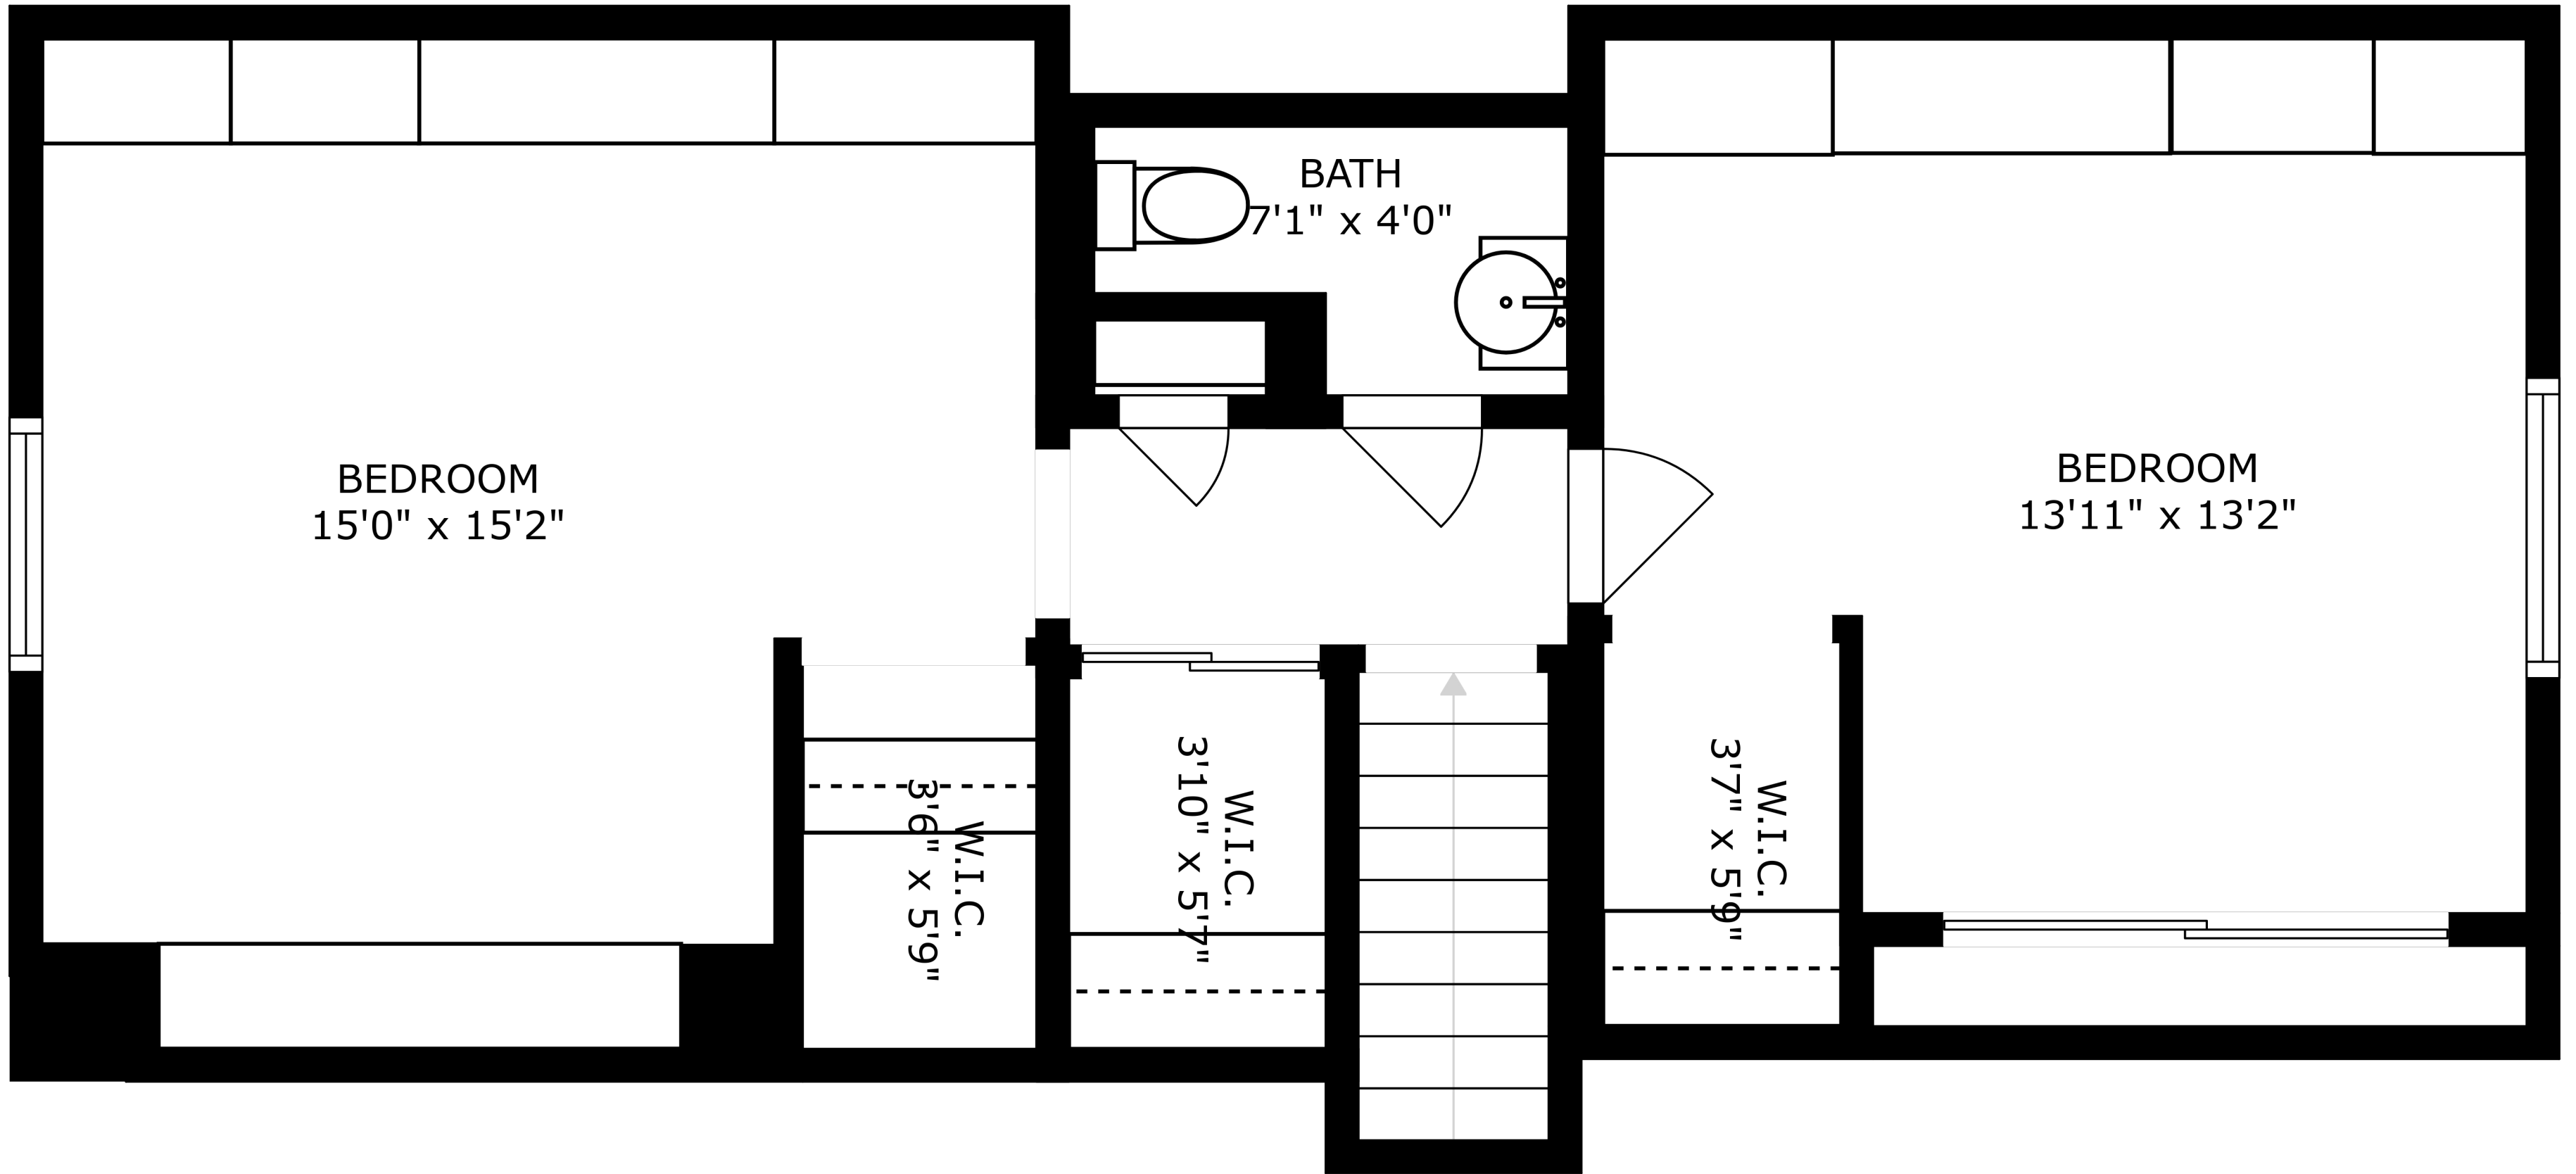 BATH
7'1" x 4'0"
BEDROOM
15'0" x 15'2"
BEDROOM
13'11" x 13'2"
W.I.C.
3'6" x 5'9"
W.I.C.
3'10" x 5'7"
W.I.C.
3'7" x 5'9"